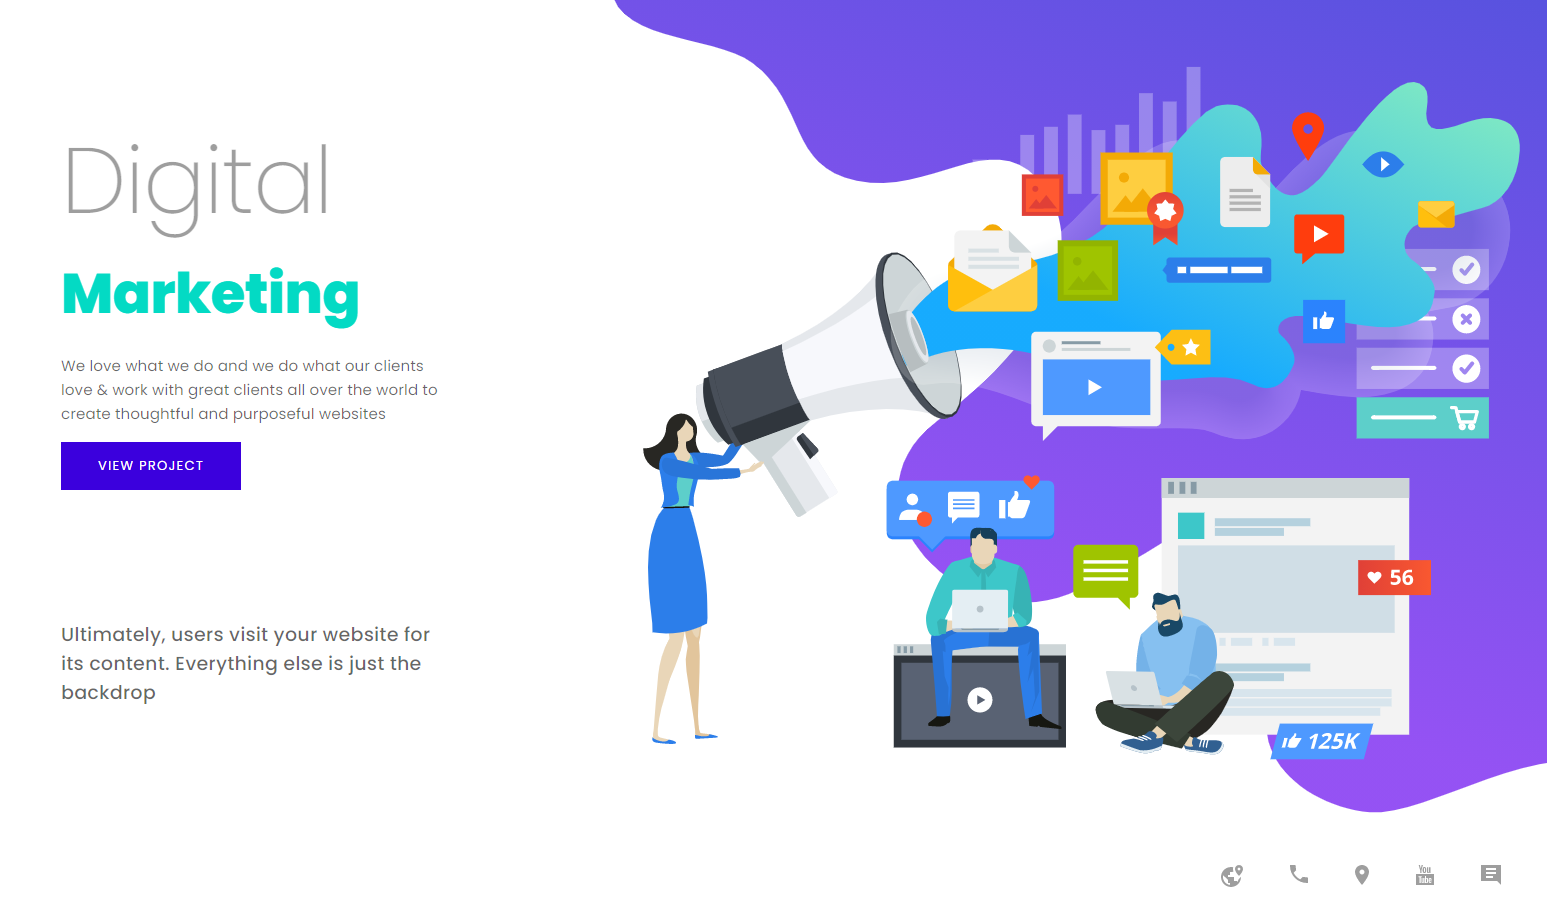 Digital
Marketing
We love what we do and we do what our clients
love & work with great clients all over the world to
create thoughtful and purposeful websites
VIEW PROJECT
Ultimately, users visit your website for
its content. Everything else is just the
backdrop
56
125K
You
Tube